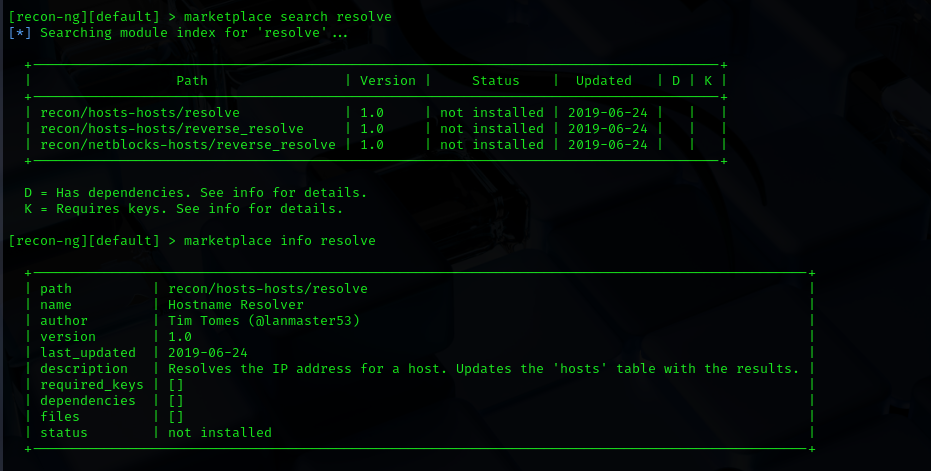 [recon-ng][default] > marketplace search resolve
[*] Searching module index for 'resolve'...
+---------------------------------------------------------------------------------------+
| Path | Version | Status | Updated | D | K |
+---------------------------------------------------------------------------------------+
| recon/hosts-hosts/resolve | 1.0 | not installed | 2019-06-24 | | |
| recon/hosts-hosts/reverse_resolve | 1.0 | not installed | 2019-06-24 | | |
| recon/netblocks-hosts/reverse_resolve | 1.0 | not installed | 2019-06-24 | | |
+---------------------------------------------------------------------------------------+
D = Has dependencies. See info for details.
K = Requires keys. See info for details.
[recon-ng][default] > marketplace info resolve
+--------------------------------------------------------------------------------------------------+
| path | recon/hosts-hosts/resolve |
| name | Hostname Resolver |
| author | Tim Tomes (@lanmaster53) |
| version | 1.0 |
| last_updated | 2019-06-24 |
| description | Resolves the IP address for a host. Updates the 'hosts' table with the results. |
| required_keys | [] |
| dependencies | [] |
| files | [] |
| status | not installed |
+--------------------------------------------------------------------------------------------------+